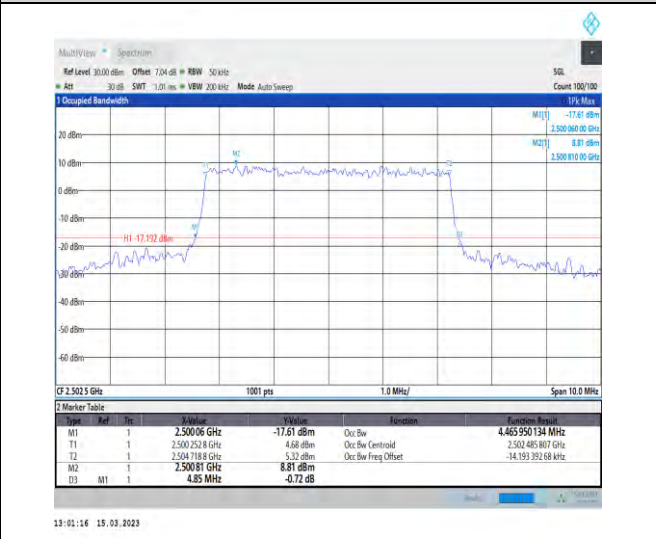 MultiView Spectrum
Ref Level 30.00 dBm Offset 7.04 dB RBW 50 kHz SGL
Att 30 dB SWT 1.01 ms VBW 200 kHz Mode Auto Sweep Count 100/100
1 Occupied Bandwidth 1Pk Max
M1[1] -17.61 dBm
2.500 060 00 GHz
M2[1] 8.81 dBm
2.500 810 00 GHz
20 dBm
M2
T1 T2
10 dBm
0 dBm
-10 dBm
M1
H1 -17.192 dBm
-20 dBm
-30 dBm
-40 dBm
-50 dBm
-60 dBm
CF 2.502 5 GHz 1001 pts 1.0 MHz/ Span 10.0 MHz
2 Marker Table
Type Ref Trc X-Value Y-Value Function Function Result
M1 1 2.500 06 GHz -17.61 dBm Occ Bw 4.465 950 134 MHz
T1 1 2.500 252 8 GHz 4.68 dBm Occ Bw Centroid 2.502 485 807 GHz
T2 1 2.504 718 8 GHz 5.32 dBm Occ Bw Freq Offset -14.193 392 68 kHz
M2 1 2.500 81 GHz 8.81 dBm
D3 M1 1 4.85 MHz -0.72 dB
13:01:16 15.03.2023